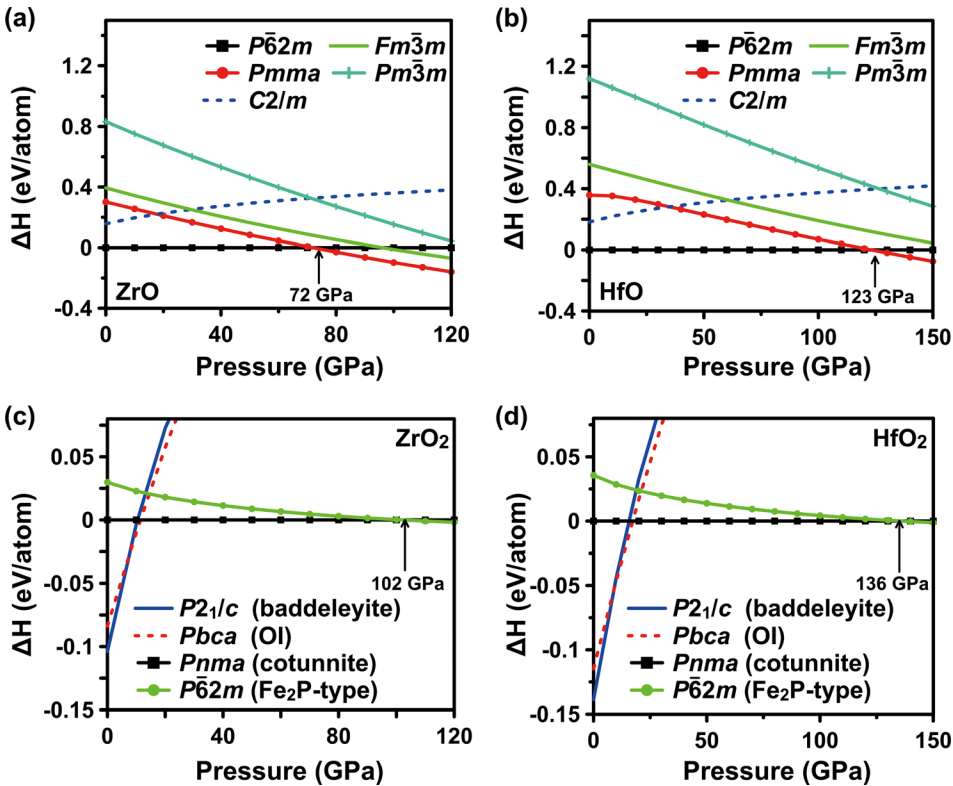 (a)
ΔH (eV/atom)
1.2
0.8
0.4
0
-0.4
P6̅2m
Fm3̅m
Pmma
Pm3̅m
C2/m
ZrO
72 GPa
0 40 80 120
Pressure (GPa)
(b)
ΔH (eV/atom)
1.2
0.8
0.4
0
-0.4
P6̅2m
Fm3̅m
Pmma
Pm3̅m
C2/m
HfO
123 GPa
0 50 100 150
Pressure (GPa)
(c)
ΔH (eV/atom)
0.05
0
-0.05
-0.1
-0.15
ZrO₂
102 GPa
P2₁/c (baddeleyite)
Pbca (OI)
Pnma (cotunnite)
P6̅2m (Fe₂P-type)
0 40 80 120
Pressure (GPa)
(d)
ΔH (eV/atom)
0.05
0
-0.05
-0.1
-0.15
HfO₂
136 GPa
P2₁/c (baddeleyite)
Pbca (OI)
Pnma (cotunnite)
P6̅2m (Fe₂P-type)
0 50 100 150
Pressure (GPa)